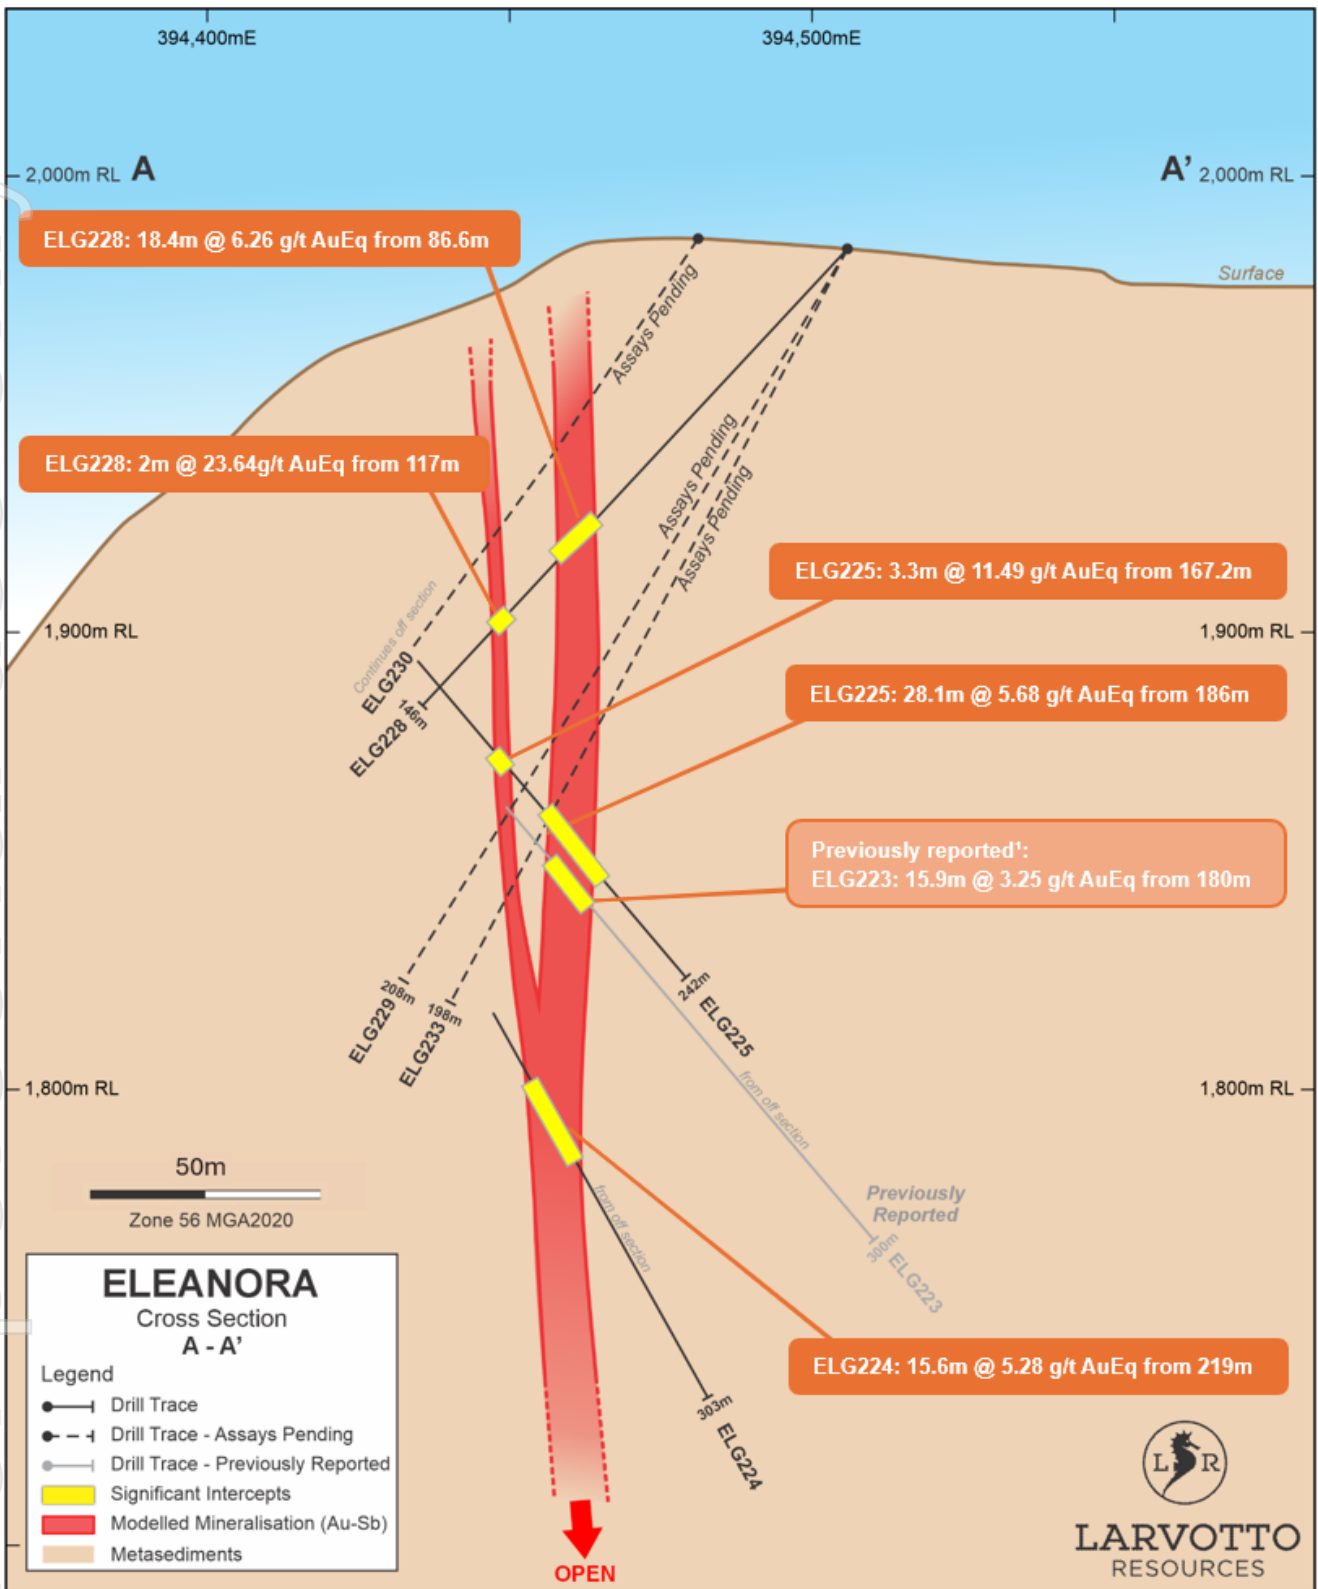 394,400mE
394,500mE
2,000m RL A
A’ 2,000m RL
ELG228: 18.4m @ 6.26 g/t AuEq from 86.6m
Surface
Assays Pending
ELG228: 2m @ 23.64g/t AuEq from 117m
Assays Pending
Assays Pending
ELG225: 3.3m @ 11.49 g/t AuEq from 167.2m
1,900m RL
1,900m RL
Continues off section
ELG230
146m
ELG228
ELG225: 28.1m @ 5.68 g/t AuEq from 186m
Previously reported¹:
ELG223: 15.9m @ 3.25 g/t AuEq from 180m
208m
ELG229
198m
ELG233
242m
ELG225
1,800m RL
1,800m RL
from off section
from off section
Previously
Reported
300m
ELG223
50m
Zone 56 MGA2020
ELG224: 15.6m @ 5.28 g/t AuEq from 219m
303m
ELG224
ELEANORA
Cross Section
A - A’
Legend
Drill Trace
Drill Trace - Assays Pending
Drill Trace - Previously Reported
Significant Intercepts
Modelled Mineralisation (Au-Sb)
Metasediments
OPEN
L R
LARVOTTO
RESOURCES